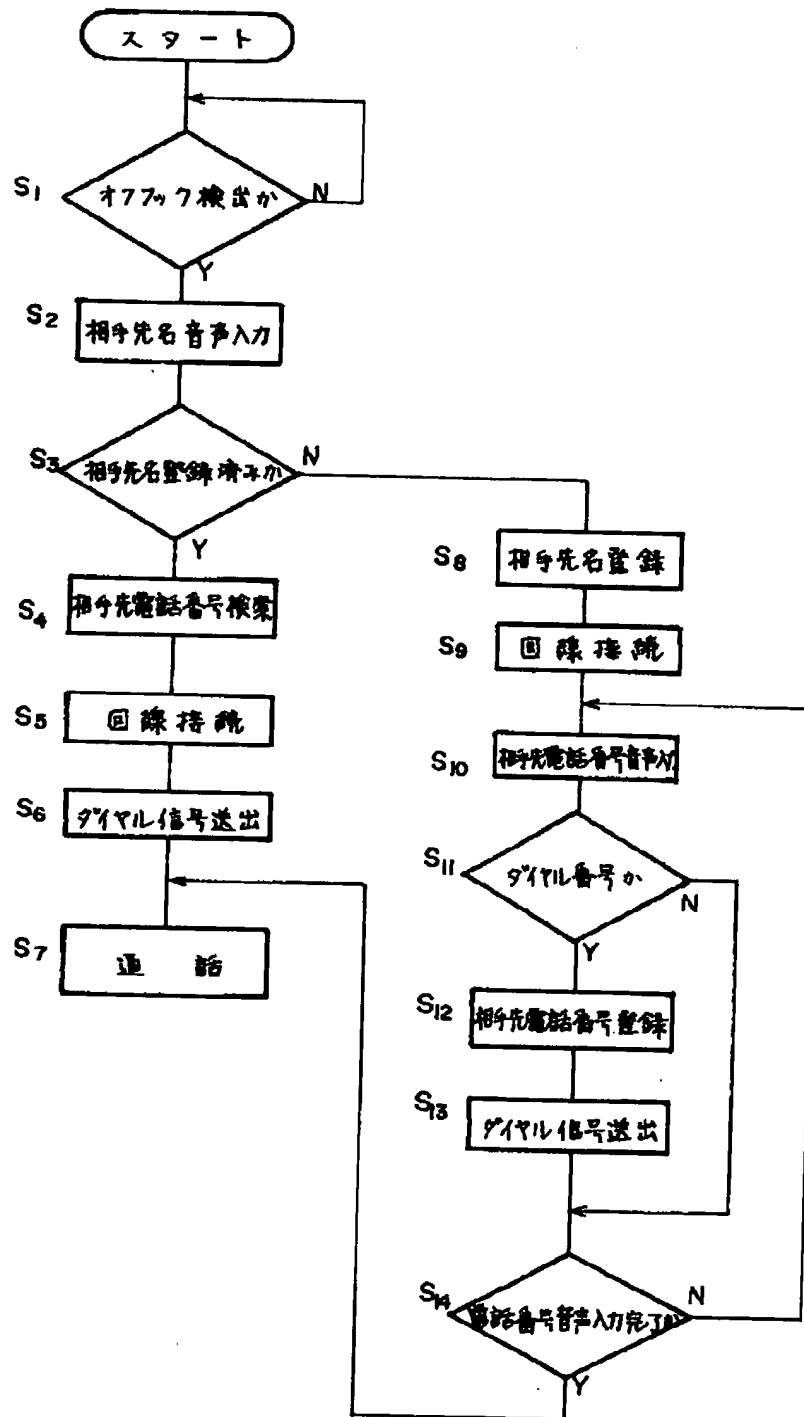 スタート
S1
オフフック検出か
N
Y
S2
相手先名音声入力
S3
相手先名登録済みか
N
Y
S4
相手先電話番号検索
S5
回線接続
S6
ダイヤル信号送出
S7
通話
S8
相手先名登録
S9
回線接続
S10
相手先電話番号音声入力
S11
ダイヤル番号か
N
Y
S12
相手先電話番号登録
S13
ダイヤル信号送出
S14
電話番号音声入力完了か
N
Y